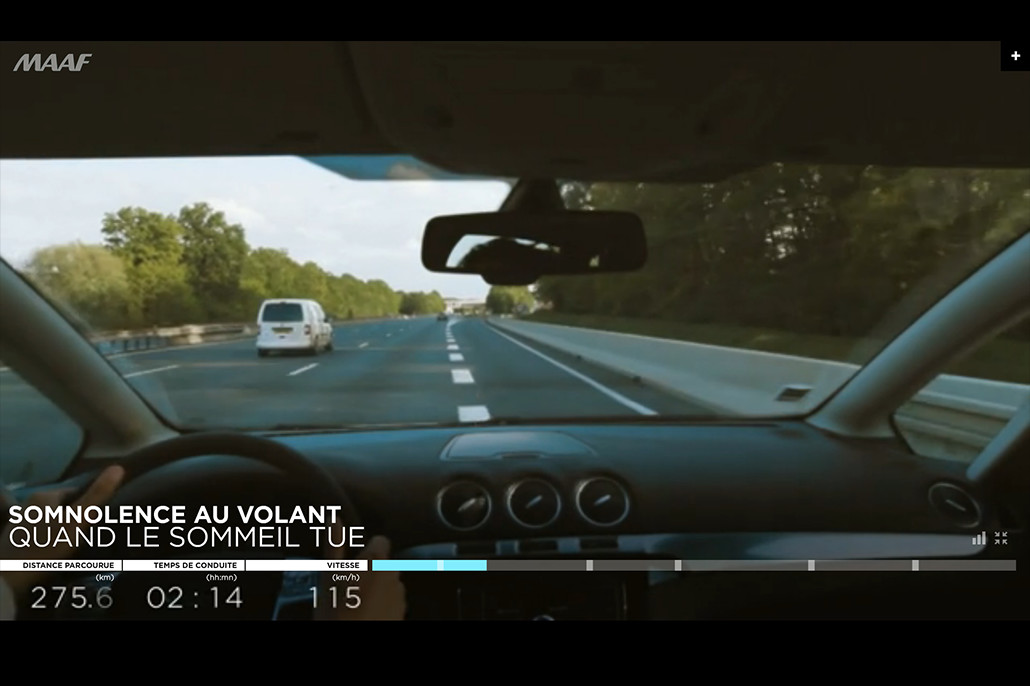 MAAF
+
SOMNOLENCE AU VOLANT
QUAND LE SOMMEIL TUE
DISTANCE PARCOURUE TEMPS DE CONDUITE VITESSE
(km) (hh:mn) (km/h)
275.6 02 : 14 115